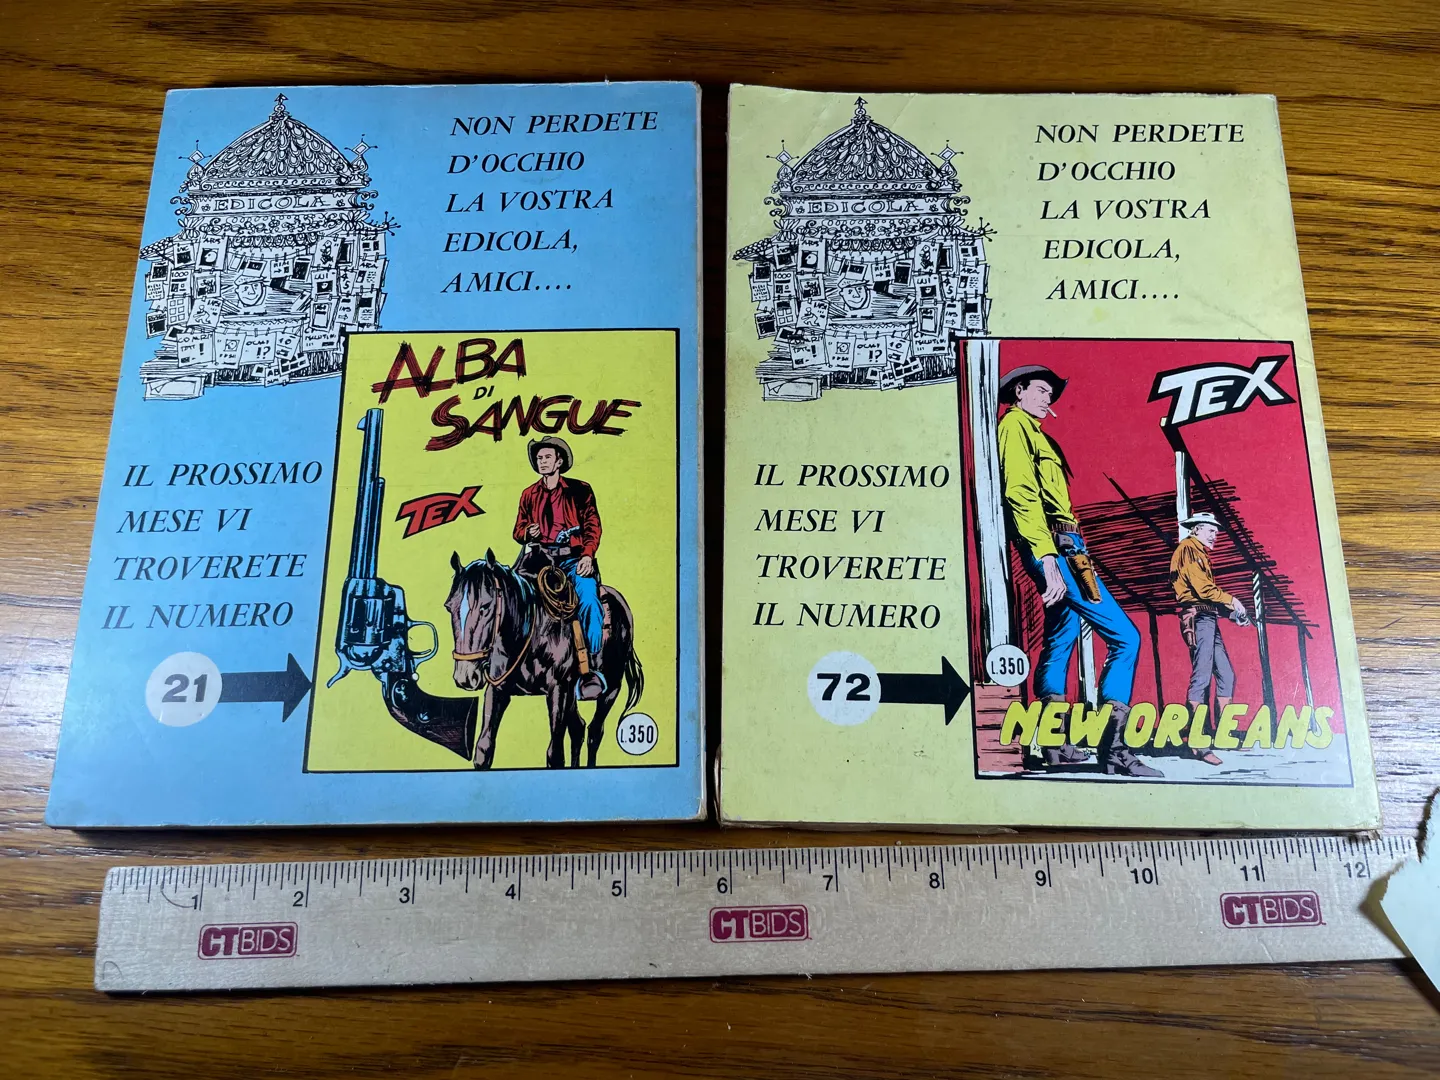 NON PERDETE
D'OCCHIO
LA VOSTRA
EDICOLA,
AMICI....
EDICOLA
ALBA
DI
SANGUE
TEX
L.350
IL PROSSIMO
MESE VI
TROVERETE
IL NUMERO
21
NON PERDETE
D'OCCHIO
LA VOSTRA
EDICOLA,
AMICI....
EDICOLA
TEX
L.350
NEW ORLEANS
IL PROSSIMO
MESE VI
TROVERETE
IL NUMERO
72
1 2 3 4 5 6 7 8 9 10 11 12
CTBIDS CTBIDS CTBIDS